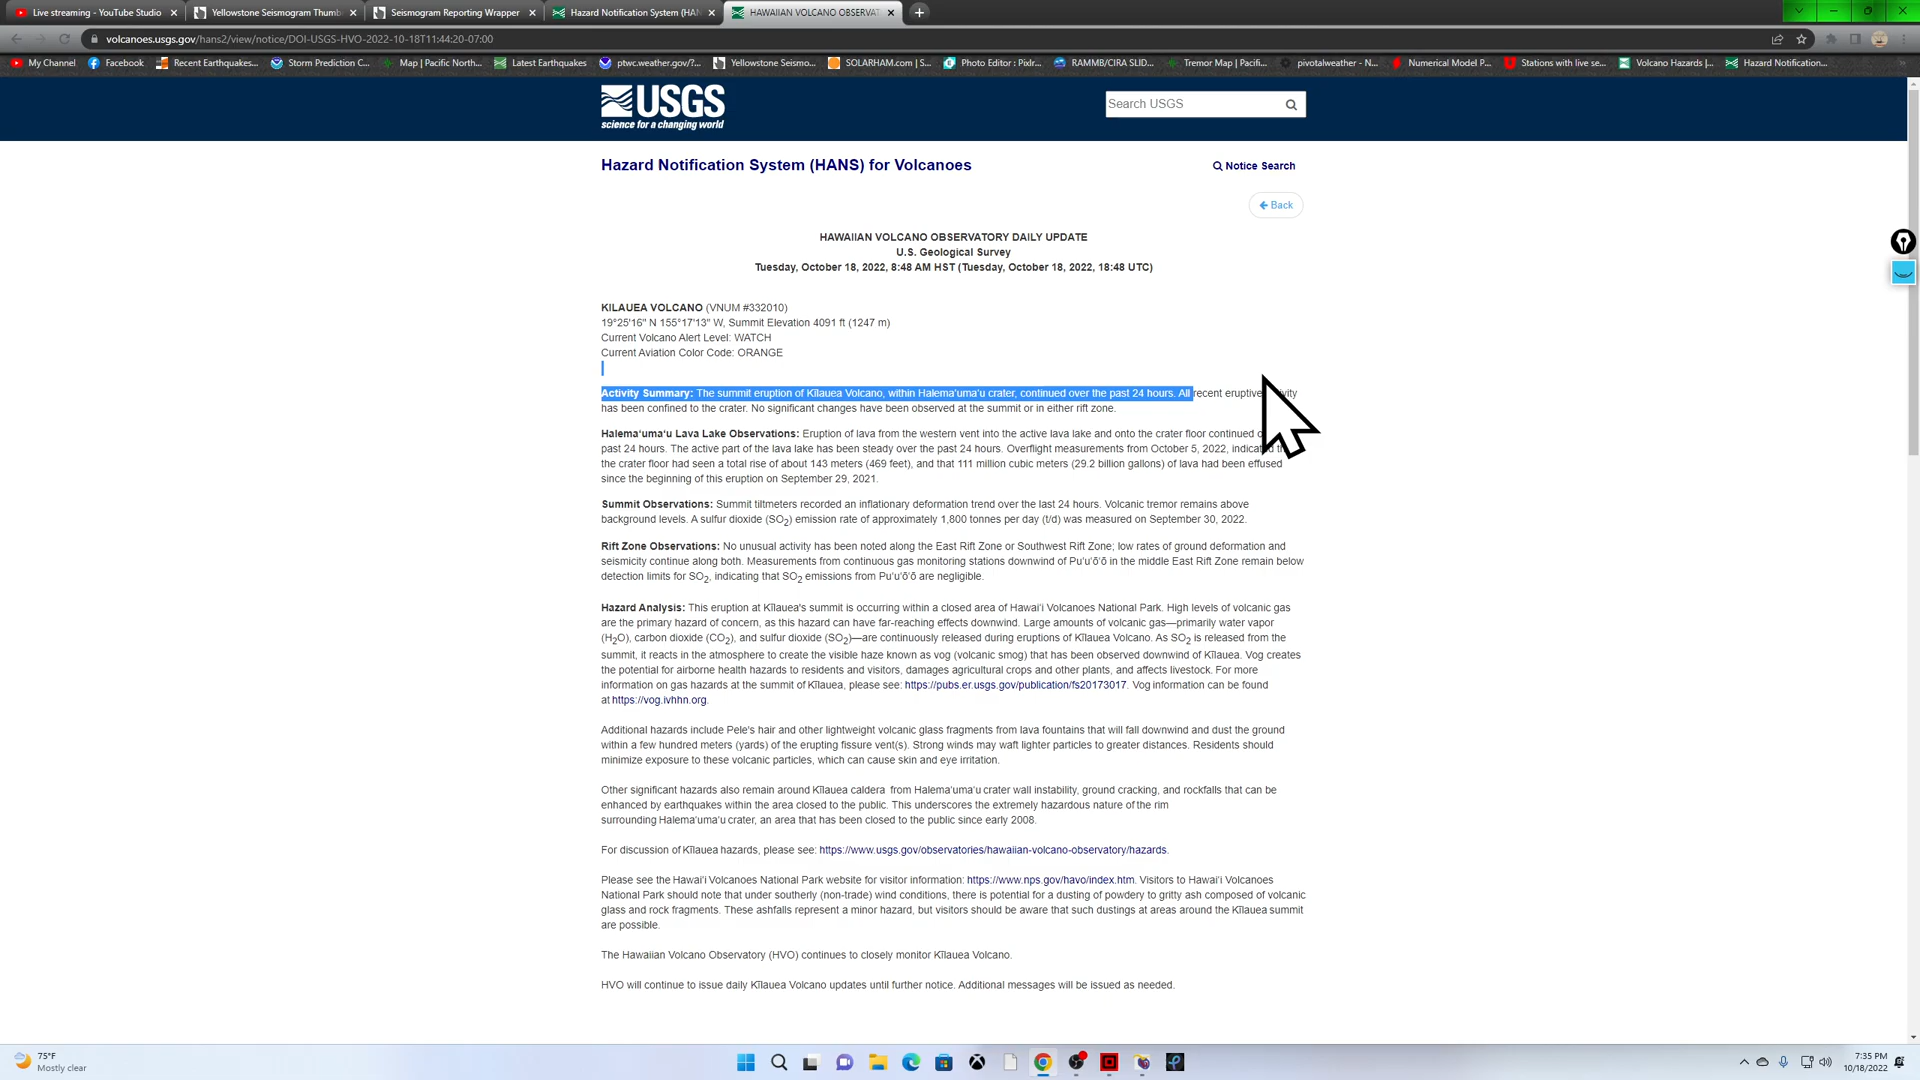 Live streaming - YouTube Studio
Yellowstone Seismogram Thumb
Seismogram Reporting Wrapper
Hazard Notification System (HAN
HAWAIIAN VOLCANO OBSERVAT
volcanoes.usgs.gov/hans2/view/notice/DOI-USGS-HVO-2022-10-18T11:44:20-07:00
My Channel
Facebook
Recent Earthquakes...
Storm Prediction C...
Map | Pacific North...
Latest Earthquakes
ptwc.weather.gov/?...
Yellowstone Seismo...
SOLARHAM.com | S...
Photo Editor : Pixlr...
RAMMB/CIRA SLID...
Tremor Map | Pacifi...
pivotalweather - N...
Numerical Model P...
Stations with live se...
Volcano Hazards |...
Hazard Notification...
USGS
science for a changing world
Search USGS
Hazard Notification System (HANS) for Volcanoes
Notice Search
Back
HAWAIIAN VOLCANO OBSERVATORY DAILY UPDATE
U.S. Geological Survey
Tuesday, October 18, 2022, 8:48 AM HST (Tuesday, October 18, 2022, 18:48 UTC)
KILAUEA VOLCANO (VNUM #332010)
19°25'16" N 155°17'13" W, Summit Elevation 4091 ft (1247 m)
Current Volcano Alert Level: WATCH
Current Aviation Color Code: ORANGE
Activity Summary: The summit eruption of Kīlauea Volcano, within Halemaʻumaʻu crater, continued over the past 24 hours. All recent eruptive
has been confined to the crater. No significant changes have been observed at the summit or in either rift zone.
Halemaʻumaʻu Lava Lake Observations: Eruption of lava from the western vent into the active lava lake and onto the crater floor continued
past 24 hours. The active part of the lava lake has been steady over the past 24 hours. Overflight measurements from October 5, 2022,
the crater floor had seen a total rise of about 143 meters (469 feet), and that 111 million cubic meters (29.2 billion gallons) of lava had been effused
since the beginning of this eruption on September 29, 2021.
Summit Observations: Summit tiltmeters recorded an inflationary deformation trend over the last 24 hours. Volcanic tremor remains above
background levels. A sulfur dioxide (SO2) emission rate of approximately 1,800 tonnes per day (t/d) was measured on September 30, 2022.
Rift Zone Observations: No unusual activity has been noted along the East Rift Zone or Southwest Rift Zone; low rates of ground deformation and
seismicity continue along both. Measurements from continuous gas monitoring stations downwind of Puʻuʻōʻō in the middle East Rift Zone remain below
detection limits for SO2, indicating that SO2 emissions from Puʻuʻōʻō are negligible.
Hazard Analysis: This eruption at Kīlauea's summit is occurring within a closed area of Hawaiʻi Volcanoes National Park. High levels of volcanic gas
are the primary hazard of concern, as this hazard can have far-reaching effects downwind. Large amounts of volcanic gas—primarily water vapor
(H2O), carbon dioxide (CO2), and sulfur dioxide (SO2)—are continuously released during eruptions of Kīlauea Volcano. As SO2 is released from the
summit, it reacts in the atmosphere to create the visible haze known as vog (volcanic smog) that has been observed downwind of Kīlauea. Vog creates
the potential for airborne health hazards to residents and visitors, damages agricultural crops and other plants, and affects livestock. For more
information on gas hazards at the summit of Kīlauea, please see: https://pubs.er.usgs.gov/publication/fs20173017. Vog information can be found
at https://vog.ivhhn.org.
Additional hazards include Pele's hair and other lightweight volcanic glass fragments from lava fountains that will fall downwind and dust the ground
within a few hundred meters (yards) of the erupting fissure vent(s). Strong winds may waft lighter particles to greater distances. Residents should
minimize exposure to these volcanic particles, which can cause skin and eye irritation.
Other significant hazards also remain around Kīlauea caldera from Halemaʻumaʻu crater wall instability, ground cracking, and rockfalls that can be
enhanced by earthquakes within the area closed to the public. This underscores the extremely hazardous nature of the rim
surrounding Halemaʻumaʻu crater, an area that has been closed to the public since early 2008.
For discussion of Kīlauea hazards, please see: https://www.usgs.gov/observatories/hawaiian-volcano-observatory/hazards.
Please see the Hawaiʻi Volcanoes National Park website for visitor information: https://www.nps.gov/havo/index.htm. Visitors to Hawaiʻi Volcanoes
National Park should note that under southerly (non-trade) wind conditions, there is potential for a dusting of powdery to gritty ash composed of volcanic
glass and rock fragments. These ashfalls represent a minor hazard, but visitors should be aware that such dustings at areas around the Kīlauea summit
are possible.
The Hawaiian Volcano Observatory (HVO) continues to closely monitor Kīlauea Volcano.
HVO will continue to issue daily Kīlauea Volcano updates until further notice. Additional messages will be issued as needed.
75°F
Mostly clear
7:35 PM
10/18/2022